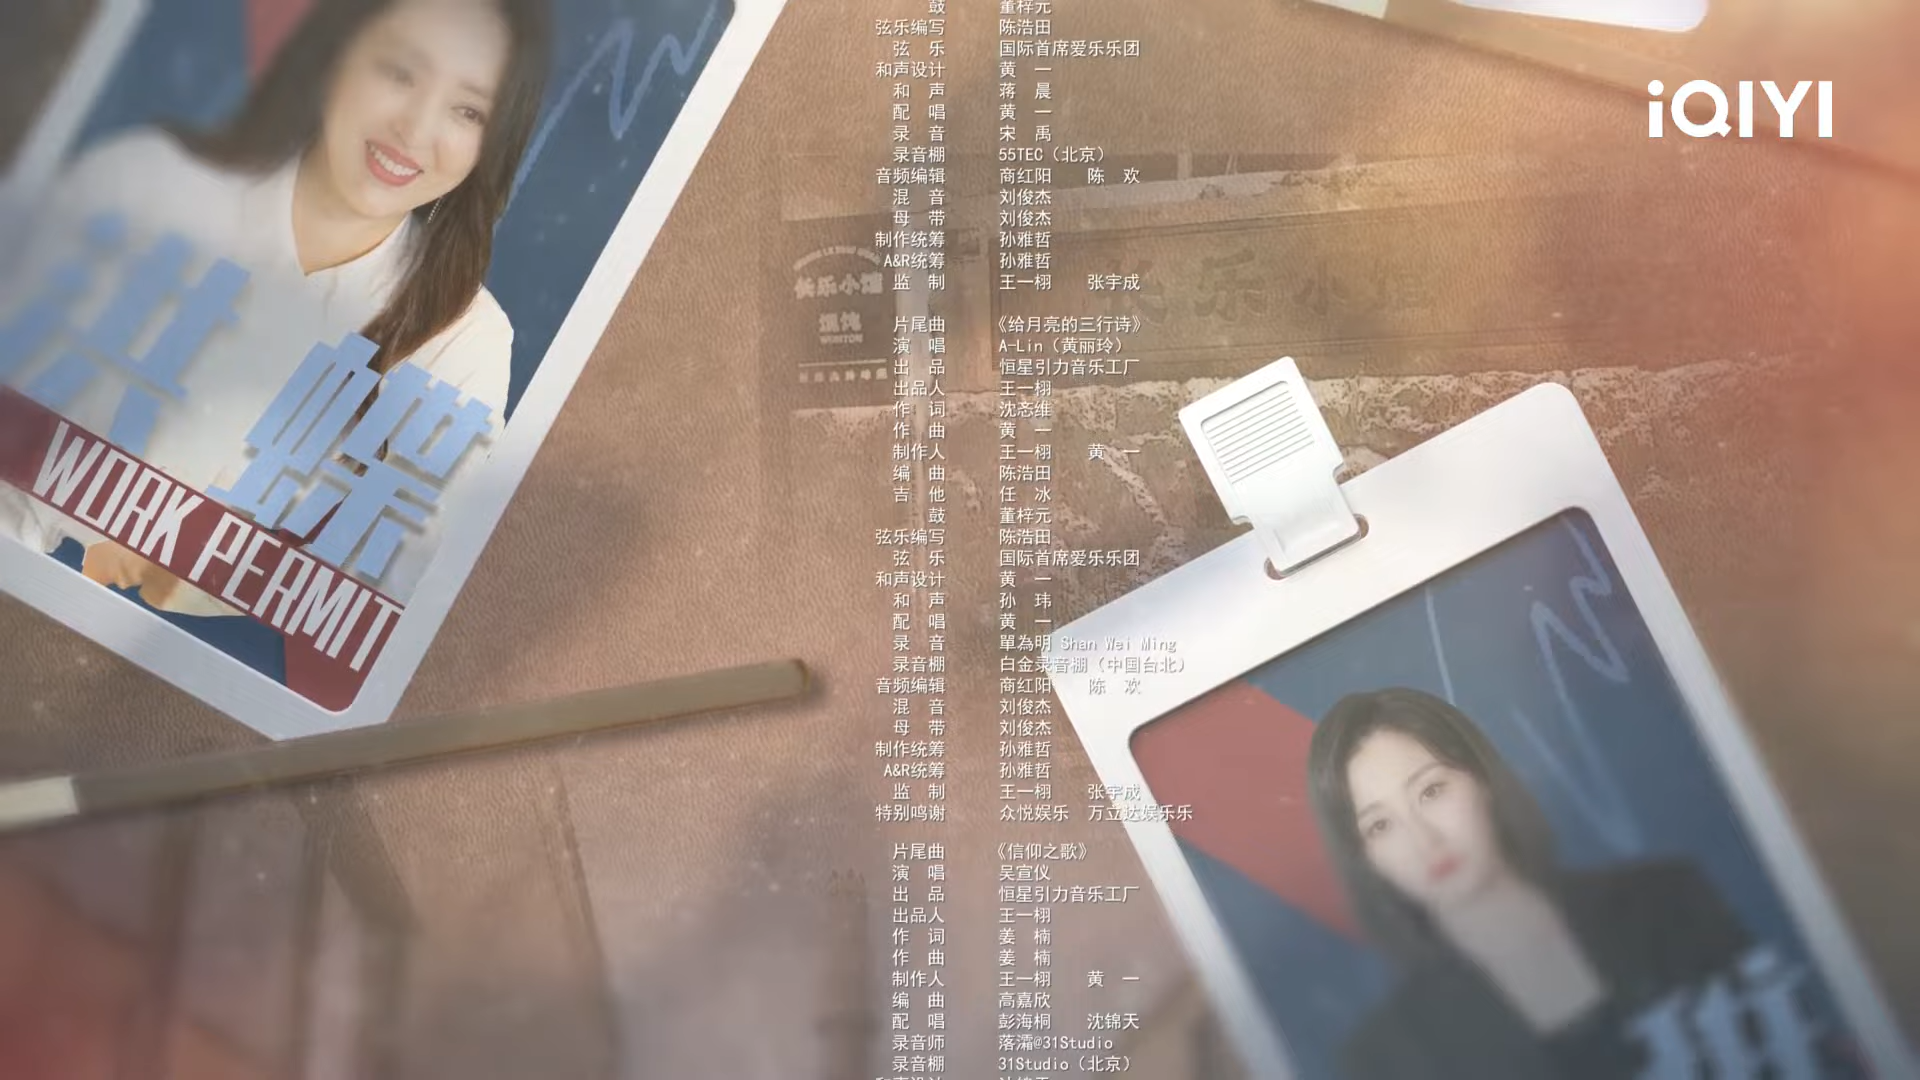 iQIYI
鼓 董梓元
弦乐编写 陈浩田
弦 乐 国际首席爱乐乐团
和声设计 黄 一
和 声 蒋 晨
配 唱 黄 一
录 音 宋 禹
录音棚 55TEC（北京）
音频编辑 商红阳 陈 欢
混 音 刘俊杰
母 带 刘俊杰
制作统筹 孙雅哲
A&R统筹 孙雅哲
监 制 王一栩 张宇成
片尾曲 《给月亮的三行诗》
演 唱 A-Lin（黄丽玲）
出 品 恒星引力音乐工厂
出品人 王一栩
作 词 沈忞维
作 曲 黄 一
制作人 王一栩 黄 一
编 曲 陈浩田
吉 他 任 冰
鼓 董梓元
弦乐编写 陈浩田
弦 乐 国际首席爱乐乐团
和声设计 黄 一
和 声 孙 玮
配 唱 黄 一
录 音 單為明 Shan Wei Ming
录音棚 白金录音棚（中国台北）
音频编辑 商红阳 陈 欢
混 音 刘俊杰
母 带 刘俊杰
制作统筹 孙雅哲
A&R统筹 孙雅哲
监 制 王一栩 张宇成
特别鸣谢 众悦娱乐 万立达娱乐乐
片尾曲 《信仰之歌》
演 唱 吴宣仪
出 品 恒星引力音乐工厂
出品人 王一栩
作 词 姜 楠
作 曲 姜 楠
制作人 王一栩 黄 一
编 曲 高嘉欣
配 唱 彭海桐 沈锦天
录音师 落灀@31Studio
录音棚 31Studio（北京）
WORK PERMIT
长乐小馄
馄饨
WONTON